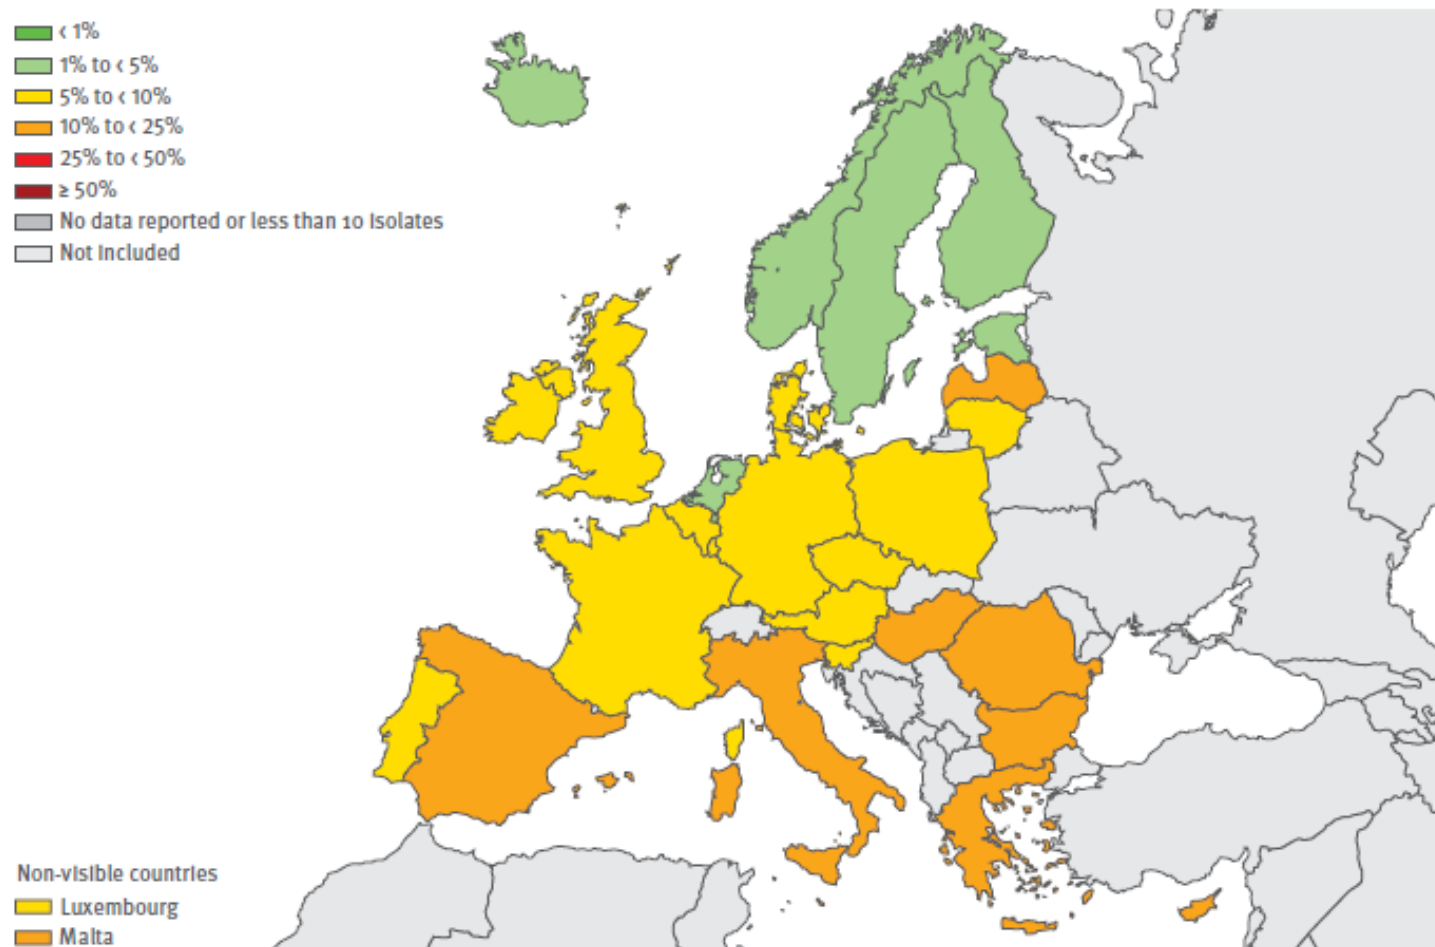 < 1%
1% to < 5%
5% to < 10%
10% to < 25%
25% to < 50%
≥ 50%
No data reported or less than 10 isolates
Not included
Non-visible countries
Luxembourg
Malta